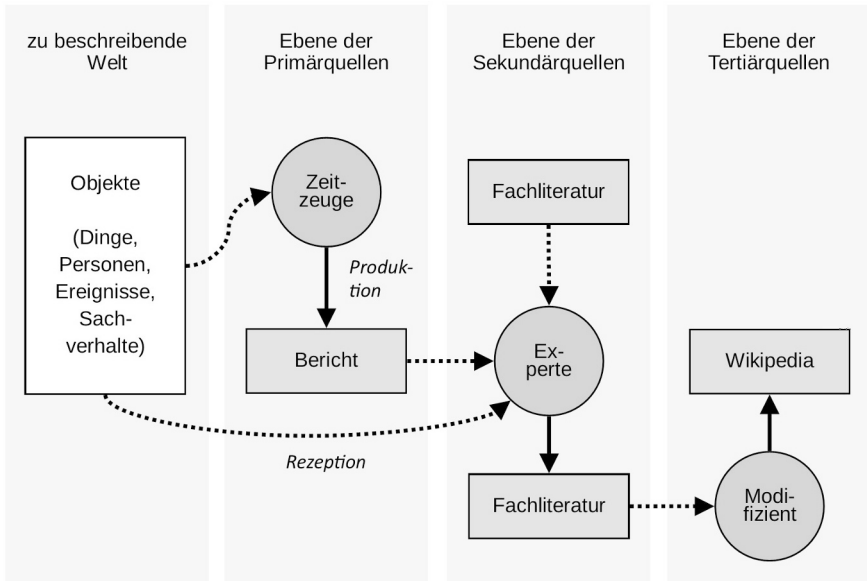 zu beschreibende
Welt
Objekte
(Dinge,
Personen,
Ereignisse,
Sach-
verhalte)
Ebene der
Primärquellen
Zeit-
zeuge
Produk-
tion
Bericht
Rezeption
Ebene der
Sekundärquellen
Fachliteratur
Ex-
perte
Fachliteratur
Ebene der
Tertiärquellen
Wikipedia
Modi-
fizient